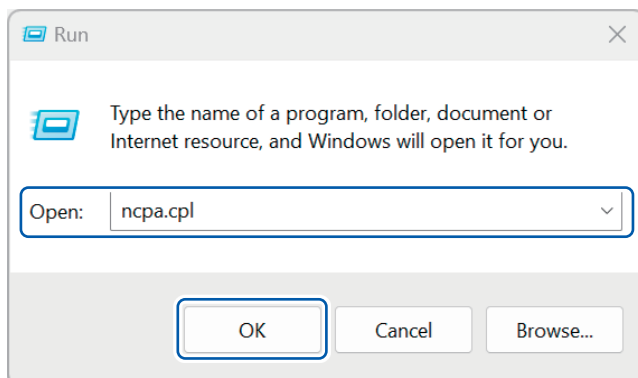 Run
Type the name of a program, folder, document or
Internet resource, and Windows will open it for you.
Open: ncpa.cpl
OK Cancel Browse...